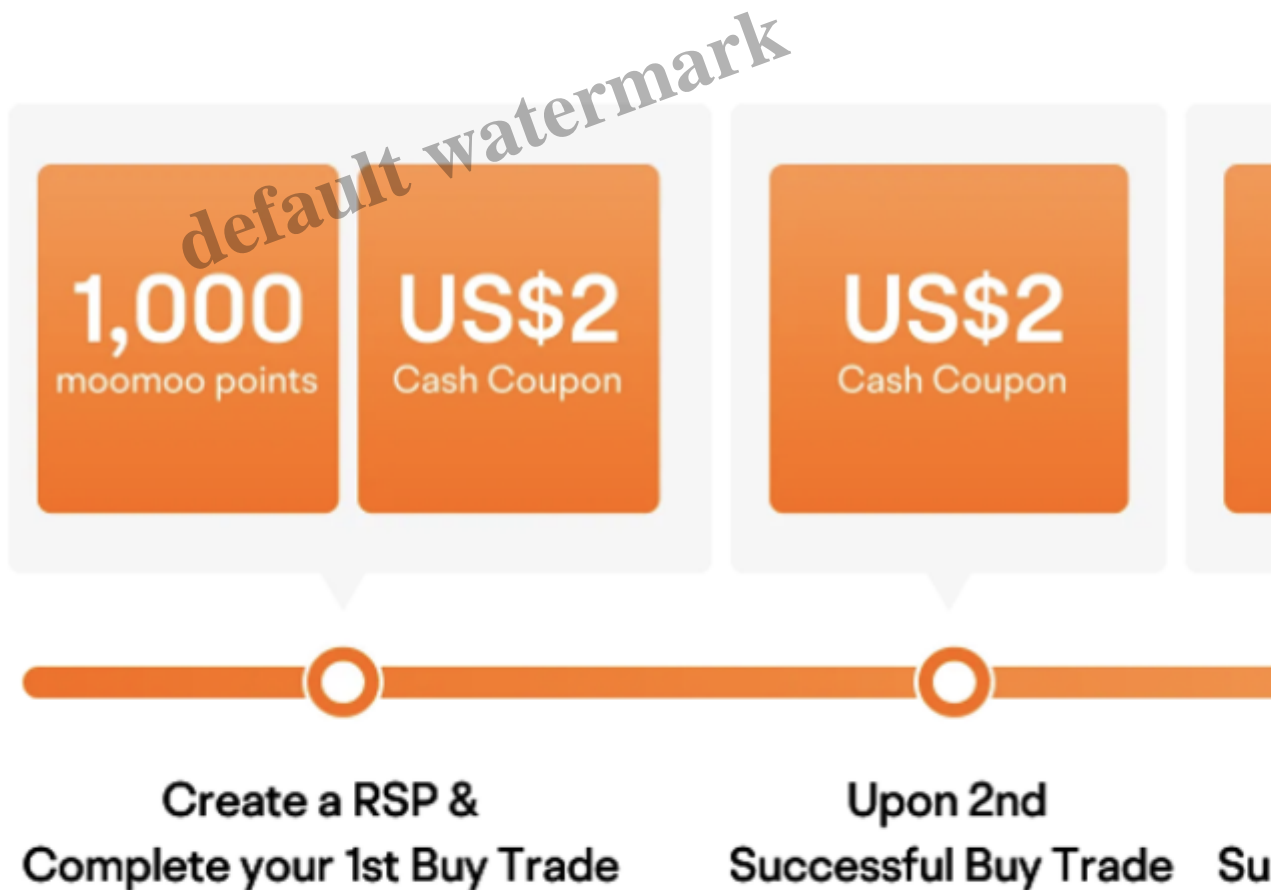 default watermark
1,000
moomoo points
US$2
Cash Coupon
US$2
Cash Coupon
Create a RSP &
Complete your 1st Buy Trade
Upon 2nd
Successful Buy Trade
Su